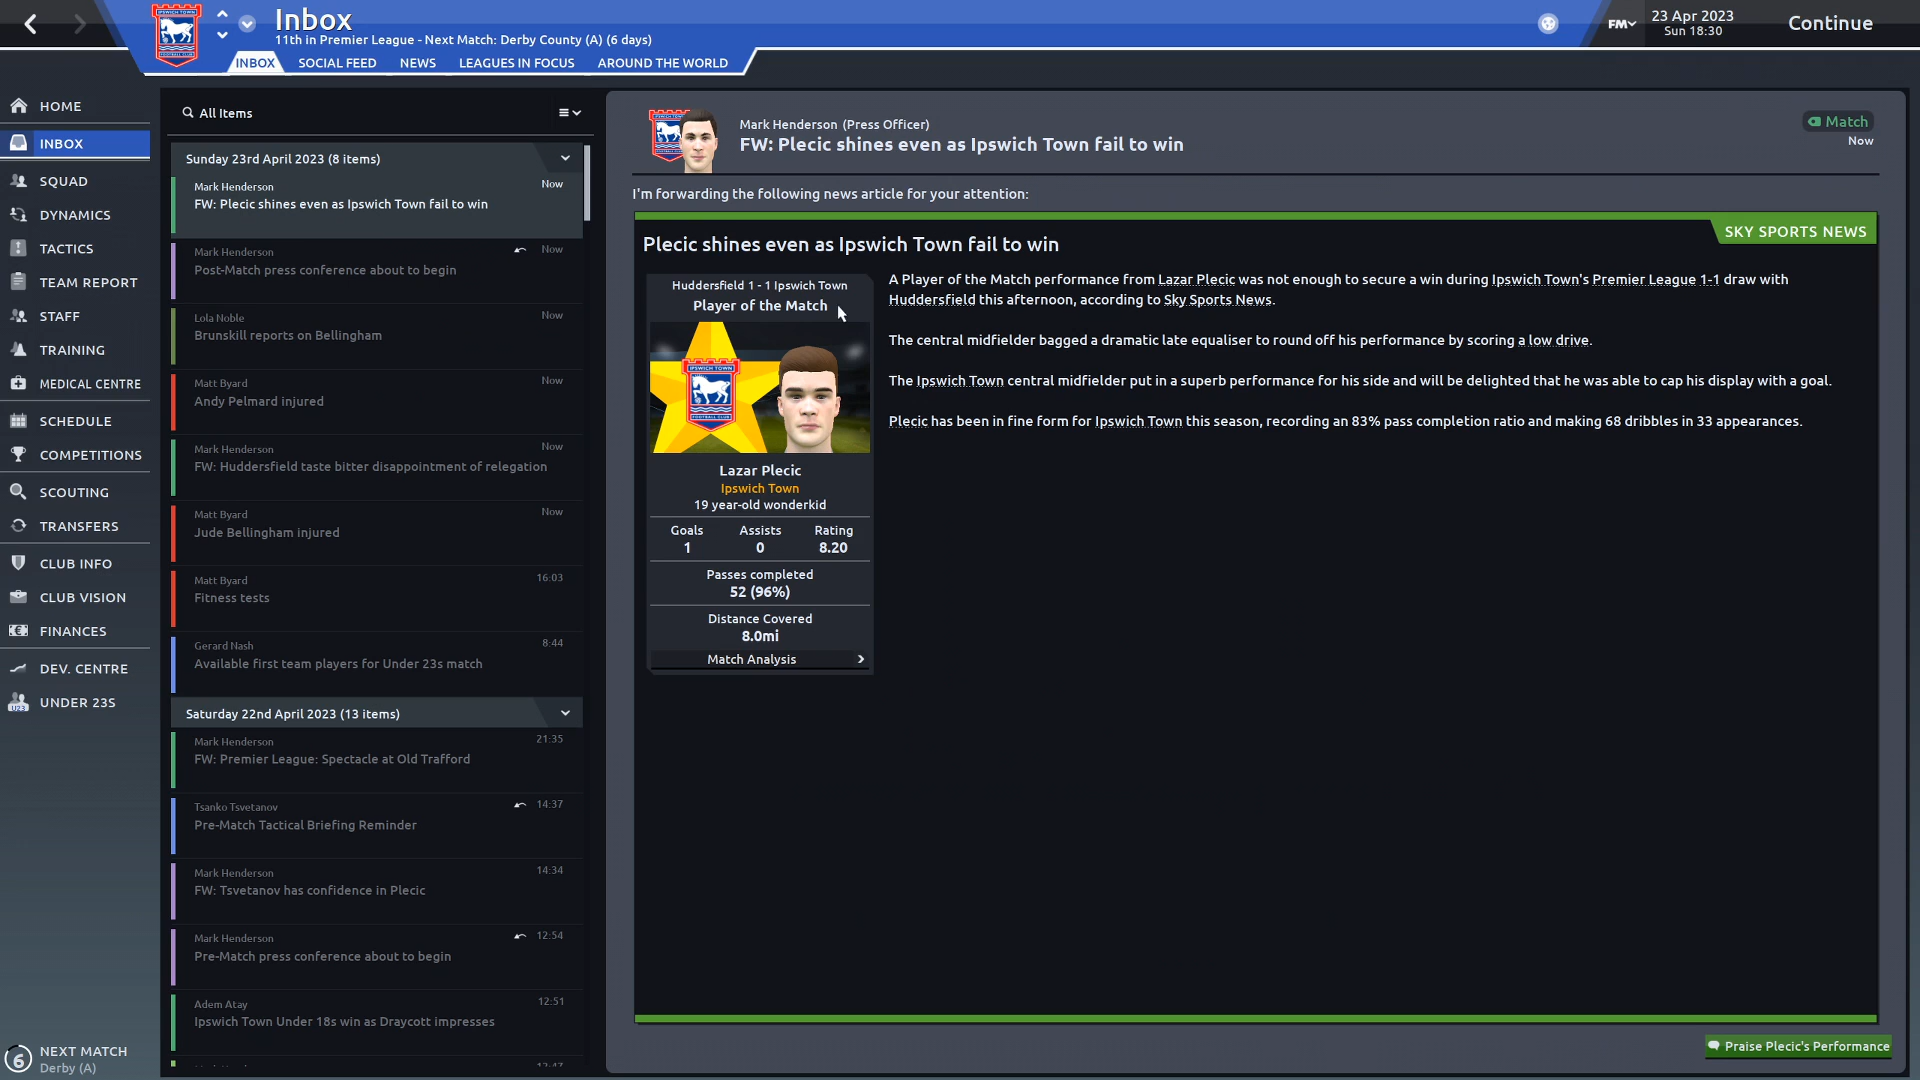 Inbox
11th in Premier League - Next Match: Derby County (A) (6 days)
INBOX
SOCIAL FEED
NEWS
LEAGUES IN FOCUS
AROUND THE WORLD
FM
23 Apr 2023
Sun 18:30
Continue
HOME
INBOX
SQUAD
DYNAMICS
TACTICS
TEAM REPORT
STAFF
TRAINING
MEDICAL CENTRE
SCHEDULE
COMPETITIONS
SCOUTING
TRANSFERS
CLUB INFO
CLUB VISION
FINANCES
DEV. CENTRE
UNDER 23S
6
NEXT MATCH
Derby (A)
All Items
Sunday 23rd April 2023 (8 items)
Mark Henderson Now
FW: Plecic shines even as Ipswich Town fail to win
Mark Henderson Now
Post-Match press conference about to begin
Lola Noble Now
Brunskill reports on Bellingham
Matt Byard Now
Andy Pelmard injured
Mark Henderson Now
FW: Huddersfield taste bitter disappointment of relegation
Matt Byard Now
Jude Bellingham injured
Matt Byard 16:03
Fitness tests
Gerard Nash 8:44
Available first team players for Under 23s match
Saturday 22nd April 2023 (13 items)
Mark Henderson 21:35
FW: Premier League: Spectacle at Old Trafford
Tsanko Tsvetanov 14:37
Pre-Match Tactical Briefing Reminder
Mark Henderson 14:34
FW: Tsvetanov has confidence in Plecic
Mark Henderson 12:54
Pre-Match press conference about to begin
Adem Atay 12:51
Ipswich Town Under 18s win as Draycott impresses
Mark Henderson (Press Officer)
FW: Plecic shines even as Ipswich Town fail to win
Match
Now
I'm forwarding the following news article for your attention:
SKY SPORTS NEWS
Plecic shines even as Ipswich Town fail to win
Huddersfield 1 - 1 Ipswich Town
Player of the Match
Lazar Plecic
Ipswich Town
19 year-old wonderkid
Goals Assists Rating
1 0 8.20
Passes completed
52 (96%)
Distance Covered
8.0mi
Match Analysis
A Player of the Match performance from Lazar Plecic was not enough to secure a win during Ipswich Town's Premier League 1-1 draw with
Huddersfield this afternoon, according to Sky Sports News.
The central midfielder bagged a dramatic late equaliser to round off his performance by scoring a low drive.
The Ipswich Town central midfielder put in a superb performance for his side and will be delighted that he was able to cap his display with a goal.
Plecic has been in fine form for Ipswich Town this season, recording an 83% pass completion ratio and making 68 dribbles in 33 appearances.
Praise Plecic's Performance